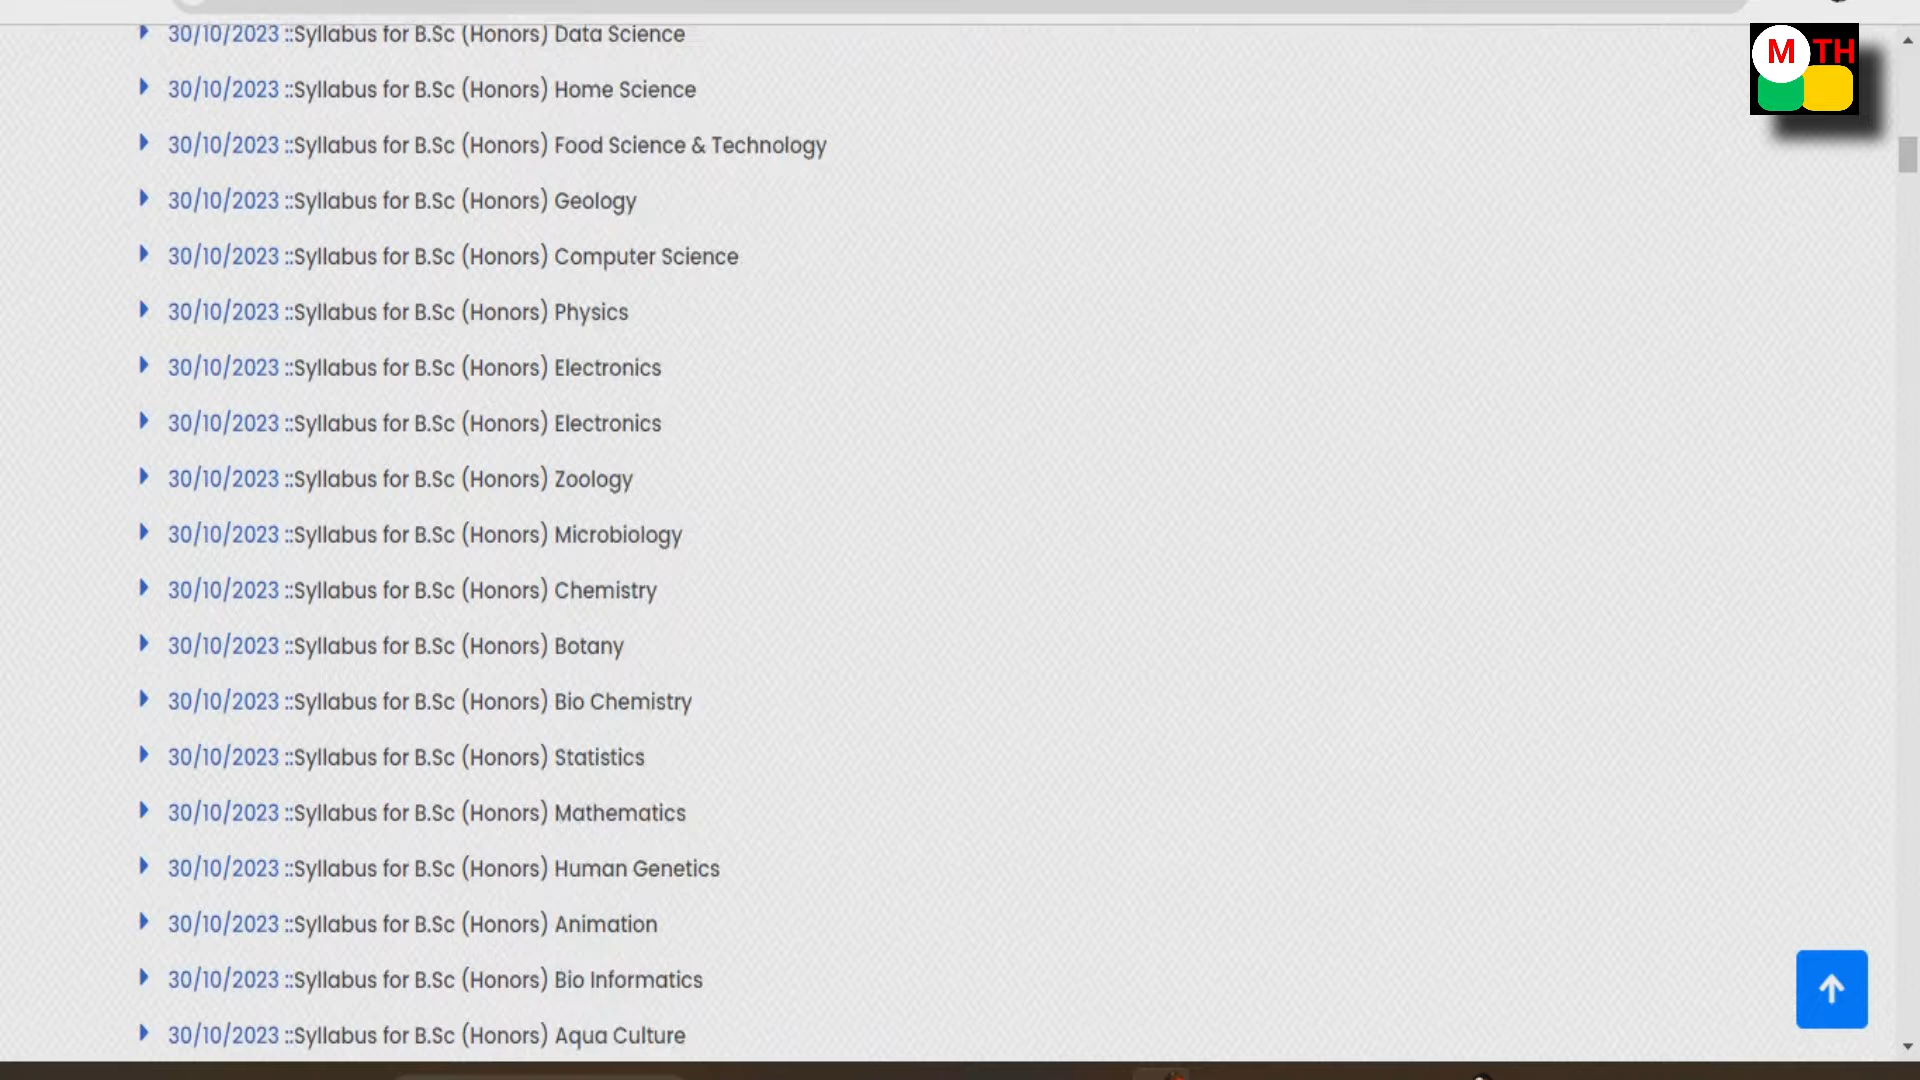 30/10/2023 ::Syllabus for B.Sc (Honors) Data Science
M TH
30/10/2023 ::Syllabus for B.Sc (Honors) Home Science
30/10/2023 ::Syllabus for B.Sc (Honors) Food Science & Technology
30/10/2023 ::Syllabus for B.Sc (Honors) Geology
30/10/2023 ::Syllabus for B.Sc (Honors) Computer Science
30/10/2023 ::Syllabus for B.Sc (Honors) Physics
30/10/2023 ::Syllabus for B.Sc (Honors) Electronics
30/10/2023 ::Syllabus for B.Sc (Honors) Electronics
30/10/2023 ::Syllabus for B.Sc (Honors) Zoology
30/10/2023 ::Syllabus for B.Sc (Honors) Microbiology
30/10/2023 ::Syllabus for B.Sc (Honors) Chemistry
30/10/2023 ::Syllabus for B.Sc (Honors) Botany
30/10/2023 ::Syllabus for B.Sc (Honors) Bio Chemistry
30/10/2023 ::Syllabus for B.Sc (Honors) Statistics
30/10/2023 ::Syllabus for B.Sc (Honors) Mathematics
30/10/2023 ::Syllabus for B.Sc (Honors) Human Genetics
30/10/2023 ::Syllabus for B.Sc (Honors) Animation
30/10/2023 ::Syllabus for B.Sc (Honors) Bio Informatics
30/10/2023 ::Syllabus for B.Sc (Honors) Aqua Culture